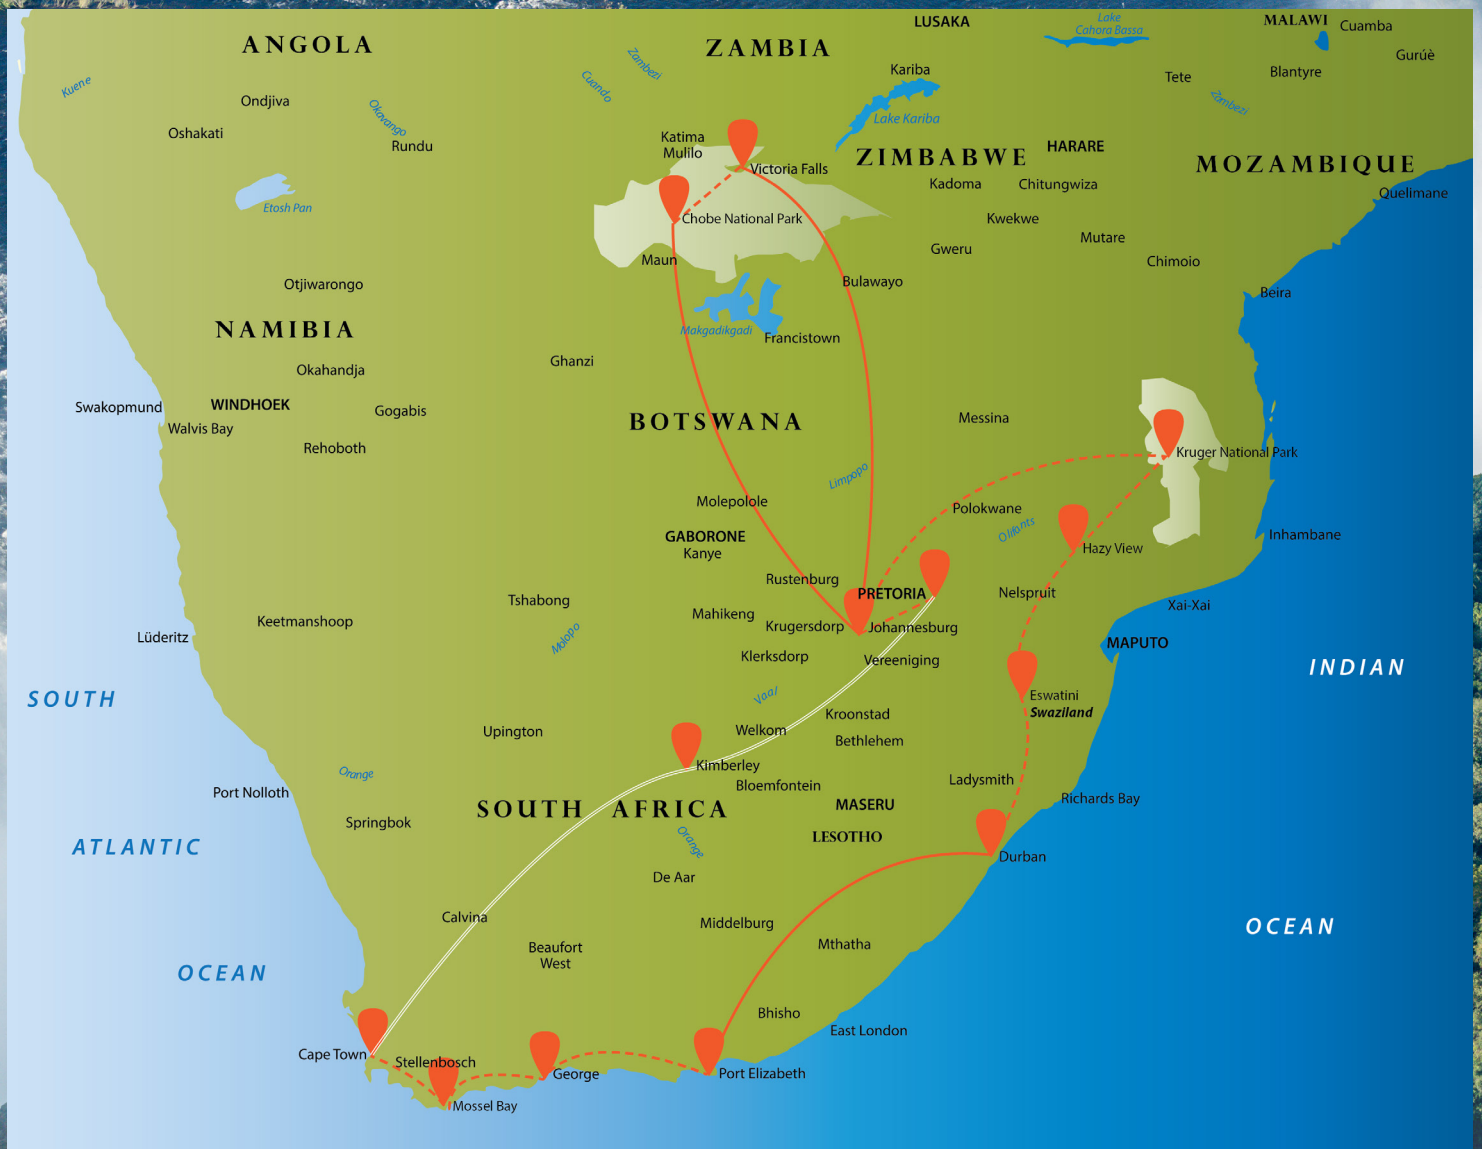 LUSAKA
Lake
Cahora Bassa
MALAWI
Cuamba
ANGOLA
ZAMBIA
Gurúè
Kuene
Cuando
Zambezi
Kariba
Tete
Blantyre
Ondjiva
Okavango
Zambezi
Oshakati
Rundu
Lake Kariba
Katima
Mulilo
Victoria Falls
ZIMBABWE
HARARE
MOZAMBIQUE
Kadoma
Chitungwiza
Quelimane
Etosh Pan
Chobe National Park
Kwekwe
Mutare
Gweru
Maun
Chimoio
Otjiwarongo
Bulawayo
Beira
NAMIBIA
Makgadikgadi
Francistown
Okahandja
Ghanzi
Swakopmund
WINDHOEK
Gogabis
Walvis Bay
BOTSWANA
Messina
Rehoboth
Kruger National Park
Limpopo
Molepolole
Polokwane
Olifonts
GABORONE
Kanye
Hazy View
Inhambane
Rustenburg
PRETORIA
Nelspruit
Tshabong
Xai-Xai
Keetmanshoop
Mahikeng
Krugersdorp
Johannesburg
Lüderitz
Molopo
MAPUTO
Klerksdorp
Vereeniging
INDIAN
SOUTH
Vaal
Eswatini
Swaziland
Kroonstad
Upington
Welkom
Bethlehem
Orange
Kimberley
Bloemfontein
Ladysmith
Port Nolloth
Richards Bay
SOUTH AFRICA
MASERU
Springbok
LESOTHO
ATLANTIC
Orange
Durban
De Aar
Calvina
Middelburg
OCEAN
Beaufort
West
Mthatha
OCEAN
Bhisho
East London
Cape Town
Stellenbosch
George
Port Elizabeth
Mossel Bay